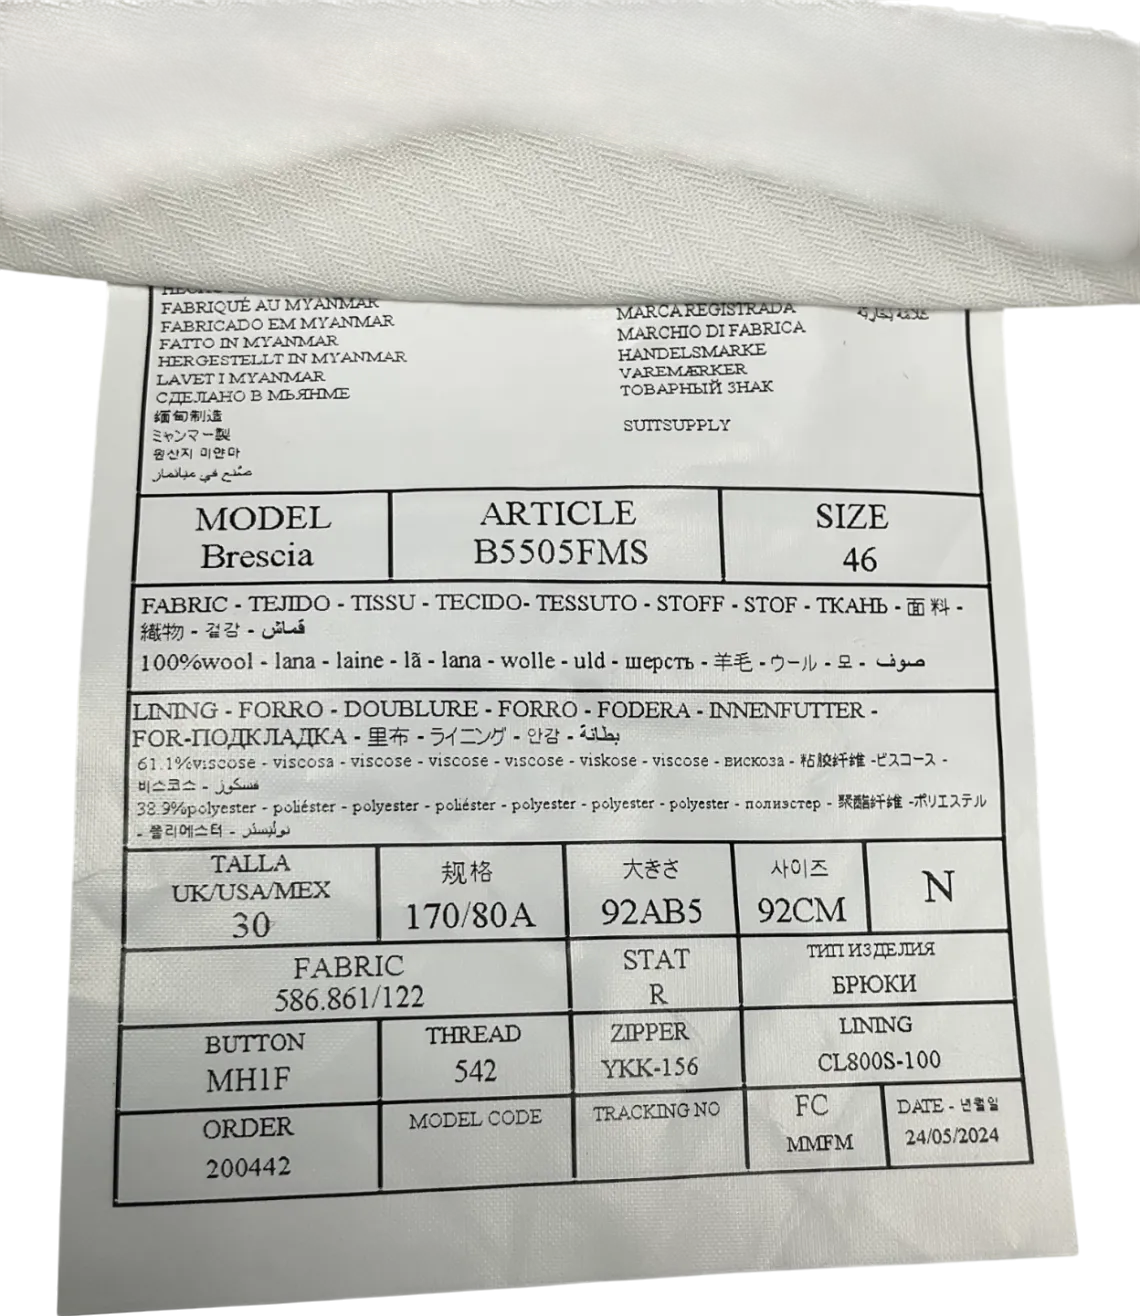 FABRIQUÉ AU MYANMAR
FABRICADO EM MYANMAR
FATTO IN MYANMAR
HERGESTELLT IN MYANMAR
LAVET I MYANMAR
СДЕЛАНО В МЬЯНМЕ
缅甸制造
ミャンマー製
원산지 미얀마
صنع في ميانمار
MARCA REGISTRADA
MARCHIO DI FABRICA
HANDELSMARKE
VAREMÆRKER
ТОВАРНЫЙ ЗНАК
SUITSUPPLY
علامة تجارية
MODEL
Brescia
ARTICLE
B5505FMS
SIZE
46
FABRIC - TEJIDO - TISSU - TECIDO- TESSUTO - STOFF - STOF - ТКАНЬ - 面 料 -
織物 - 겉감 - قماش
100%wool - lana - laine - lã - lana - wolle - uld - шерсть - 羊毛 - ウール - 모 - صوف
LINING - FORRO - DOUBLURE - FORRO - FODERA - INNENFUTTER -
FOR-ПОДКЛАДКА - 里布 - ライニング - 안감 - بطانة
61.1%viscose - viscosa - viscose - viscose - viscose - viskose - viscose - вискоза - 粘胶纤维 -ビスコース -
비스코스 - فسكوز
38.9%polyester - poliéster - polyester - poliéster - polyester - polyester - polyester - полиэстер - 聚酯纤维 -ポリエステル
- 폴리에스터 - بوليستر
TALLA
UK/USA/MEX
30
规格
170/80A
大きさ
92AB5
사이즈
92CM
N
FABRIC
586.861/122
STAT
R
ТИП ИЗДЕЛИЯ
БРЮКИ
BUTTON
MH1F
THREAD
542
ZIPPER
YKK-156
LINING
CL800S-100
ORDER
200442
MODEL CODE
TRACKING NO
FC
MMFM
DATE - 년월일
24/05/2024